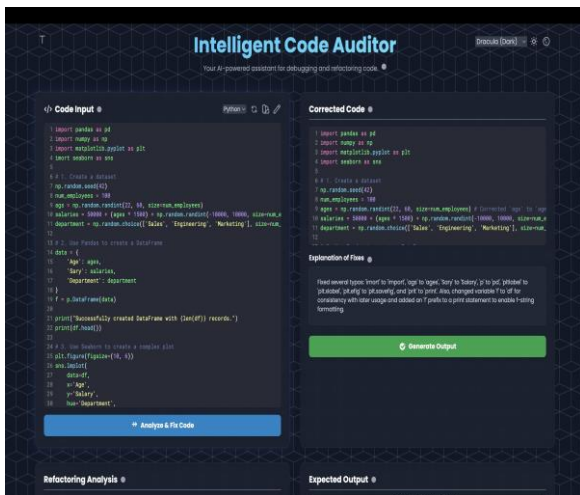 Intelligent Code Auditor
Dracula (Dark)
Your AI-powered assistant for debugging and refactoring code.
</> Code Input
Python
1 import pandas as pd
2 import numpy as np
3 import matplotlib.pyplot as plt
4 imort seaborn as sns
5
6 # 1. Create a dataset
7 np.random.seed(42)
8 num_employees = 100
9 age = np.random.randint(22, 60, size=num_employees)
10 salaries = 50000 + (ages * 1500) + np.random.randint(-10000, 10000, size=num_e
11 department = np.random.choice(['Sales', 'Engineering', 'Marketing'], size=num_
12
13 # 2. Use Pandas to create a DataFrame
14 data = {
15 'Age': ages,
16 'Sary': salaries,
17 'Department': department
18 }
19 f = p.DataFrame(data)
20
21 print("Successfully created DataFrame with {len(df)} records.")
22 print(df.head())
23
24 # 3. Use Seaborn to create a complex plot
25 plt.figure(figsize=(10, 6))
26 sns.lmplot(
27 data=df,
28 x='Age',
29 y='Salary',
30 hue='Department',
Analyze & Fix Code
Corrected Code
1 import pandas as pd
2 import numpy as np
3 import matplotlib.pyplot as plt
4 import seaborn as sns
5
6 # 1. Create a dataset
7 np.random.seed(42)
8 num_employees = 100
9 ages = np.random.randint(22, 60, size=num_employees) # Corrected 'age' to 'age
10 salaries = 50000 + (ages * 1500) + np.random.randint(-10000, 10000, size=num_e
11 department = np.random.choice(['Sales', 'Engineering', 'Marketing'], size=num_
12
Explanation of Fixes
Fixed several typos: 'imort' to 'import', 'age' to 'ages', 'Sary' to 'Salary', 'p' to 'pd', 'pltlabel' to
'plt.xlabel', 'plt.efig' to 'plt.savefig', and 'prit' to 'print'. Also, changed variable 'f' to 'df' for
consistency with later usage and added an 'f' prefix to a print statement to enable f-string
formatting.
Generate Output
Refactoring Analysis
Expected Output